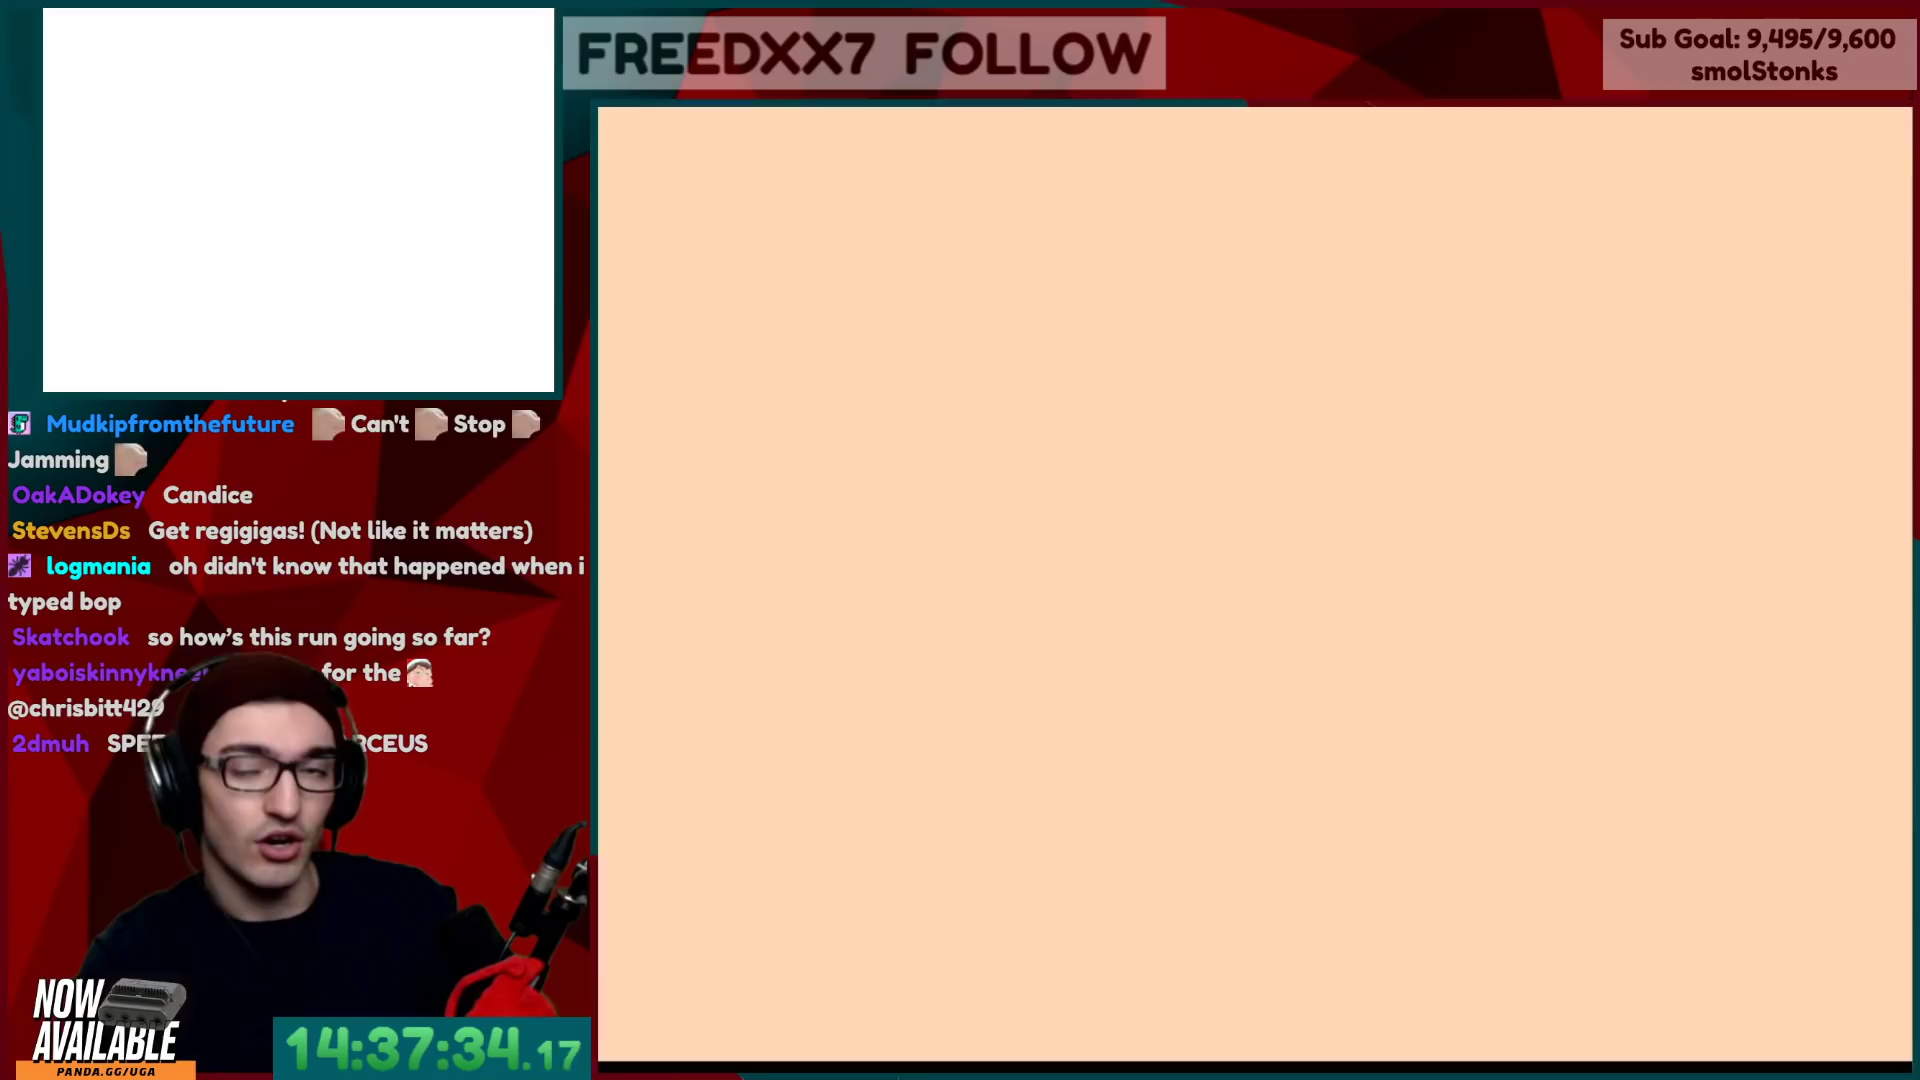 FREEDXX7 FOLLOW
Sub Goal: 9,495/9,600
smolStonks
Mudkipfromthefuture Can't Stop
Jamming
OakADokey Candice
StevensDs Get regigigas! (Not like it matters)
logmania oh didn't know that happened when i
typed bop
Skatchook so how's this run going so far?
for the
@chrisbitt429
2dmuh
NOW
AVAILABLE
PANDA.GG/UGA
14:37:34.17